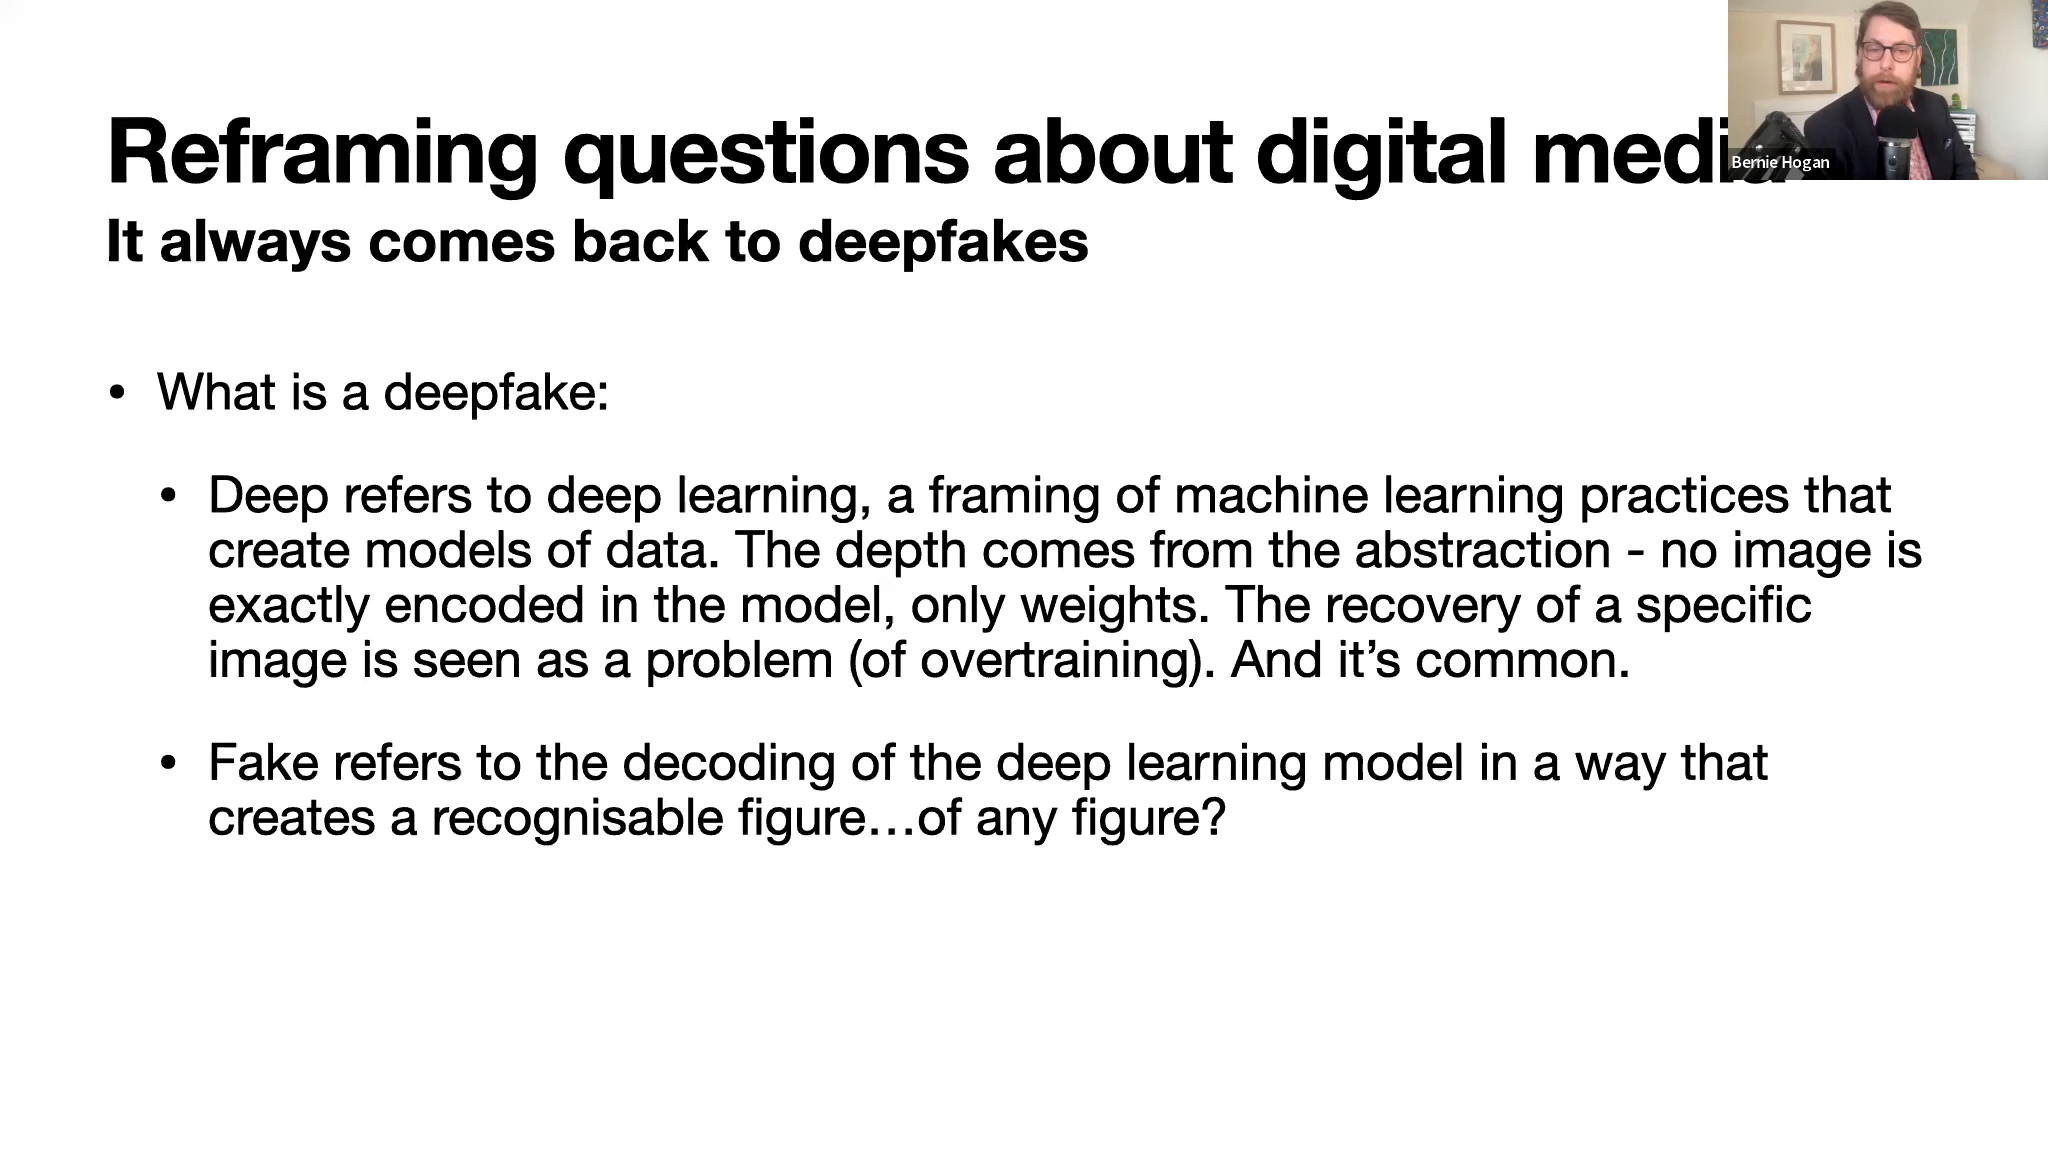 Reframing questions about digital media
It always comes back to deepfakes
Bernie Hogan
• What is a deepfake:
• Deep refers to deep learning, a framing of machine learning practices that
create models of data. The depth comes from the abstraction - no image is
exactly encoded in the model, only weights. The recovery of a specific
image is seen as a problem (of overtraining). And it’s common.
• Fake refers to the decoding of the deep learning model in a way that
creates a recognisable figure…of any figure?